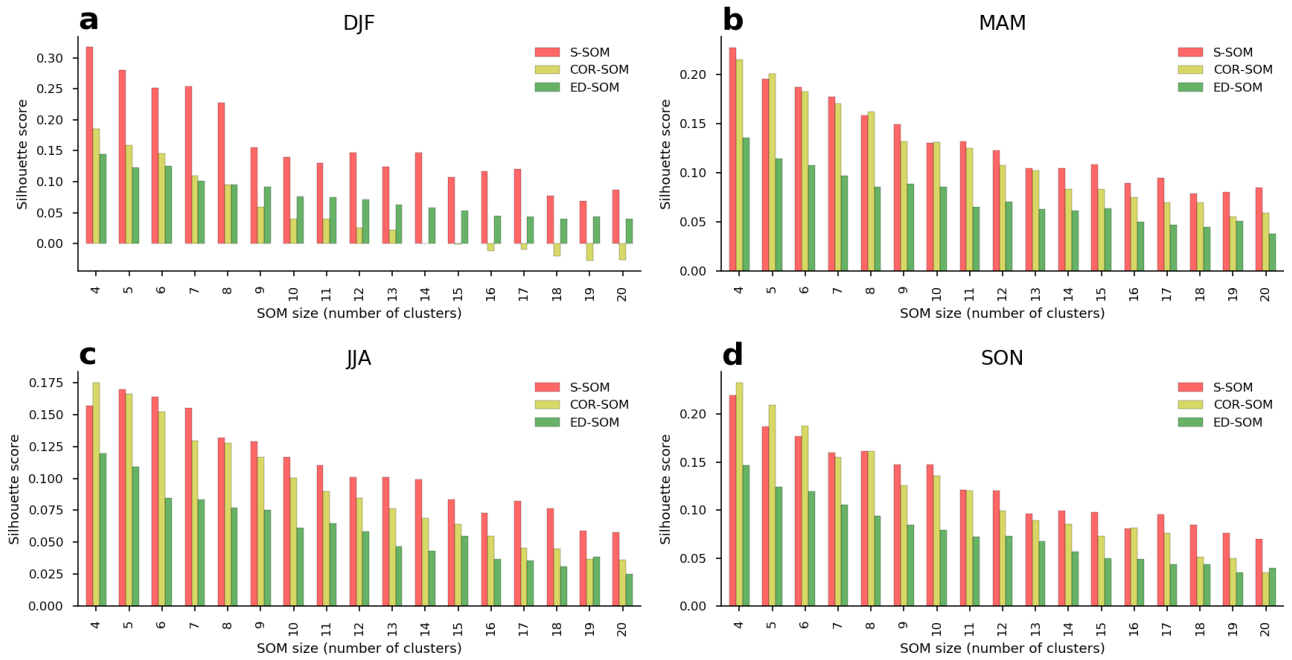 a
DJF
Silhouette score
0.30
0.25
0.20
0.15
0.10
0.05
0.00
S-SOM
COR-SOM
ED-SOM
4 5 6 7 8 9 10 11 12 13 14 15 16 17 18 19 20
SOM size (number of clusters)
b
MAM
Silhouette score
0.20
0.15
0.10
0.05
0.00
S-SOM
COR-SOM
ED-SOM
4 5 6 7 8 9 10 11 12 13 14 15 16 17 18 19 20
SOM size (number of clusters)
c
JJA
Silhouette score
0.175
0.150
0.125
0.100
0.075
0.050
0.025
0.000
S-SOM
COR-SOM
ED-SOM
4 5 6 7 8 9 10 11 12 13 14 15 16 17 18 19 20
SOM size (number of clusters)
d
SON
Silhouette score
0.20
0.15
0.10
0.05
0.00
S-SOM
COR-SOM
ED-SOM
4 5 6 7 8 9 10 11 12 13 14 15 16 17 18 19 20
SOM size (number of clusters)